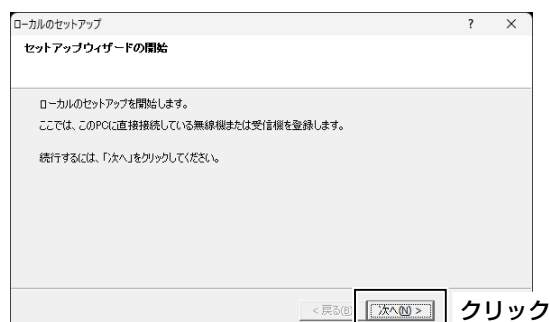 ローカルのセットアップ ? ×
セットアップウィザードの開始
ローカルのセットアップを開始します。
ここでは、このPCに直接接続している無線機または受信機を登録します。
続行するには、「次へ」をクリックしてください。
< 戻る(B) 次へ(N) > クリック